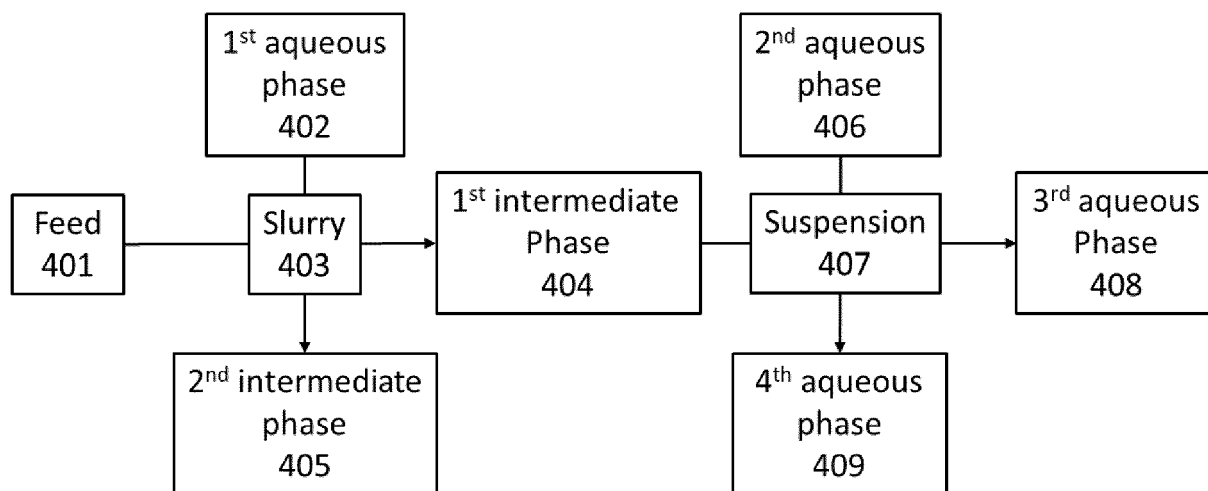 1st aqueous
phase
402
2nd aqueous
phase
406
Feed
401
Slurry
403
1st intermediate
Phase
404
Suspension
407
3rd aqueous
Phase
408
2nd intermediate
phase
405
4th aqueous
phase
409